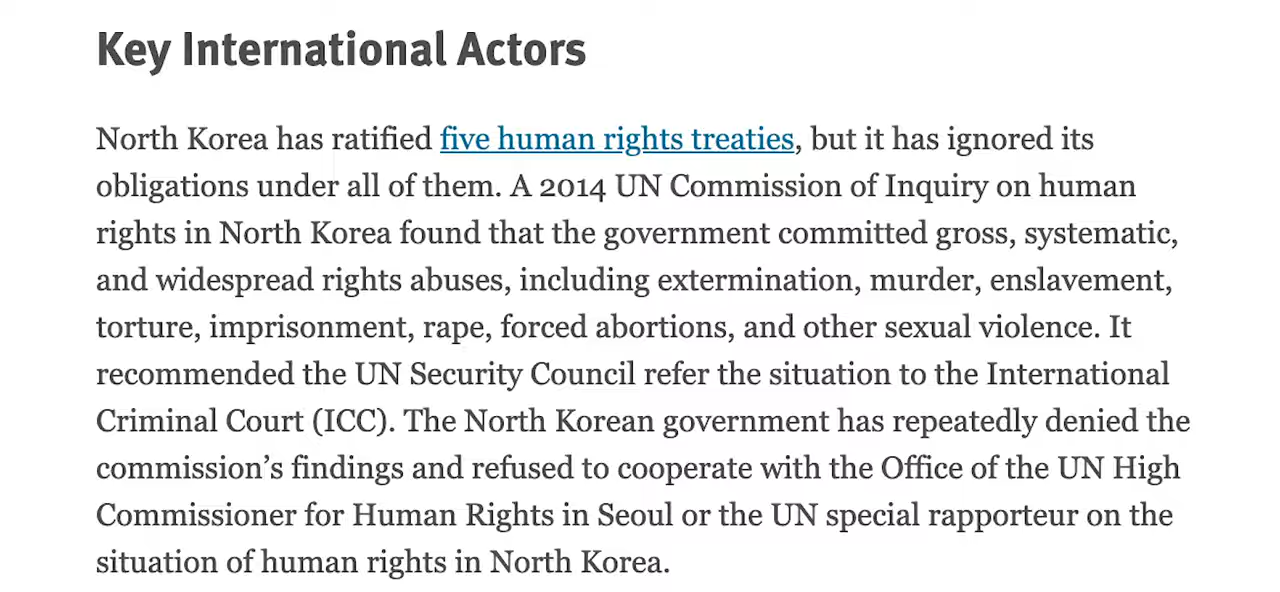 Key International Actors
North Korea has ratified five human rights treaties, but it has ignored its
obligations under all of them. A 2014 UN Commission of Inquiry on human
rights in North Korea found that the government committed gross, systematic,
and widespread rights abuses, including extermination, murder, enslavement,
torture, imprisonment, rape, forced abortions, and other sexual violence. It
recommended the UN Security Council refer the situation to the International
Criminal Court (ICC). The North Korean government has repeatedly denied the
commission’s findings and refused to cooperate with the Office of the UN High
Commissioner for Human Rights in Seoul or the UN special rapporteur on the
situation of human rights in North Korea.